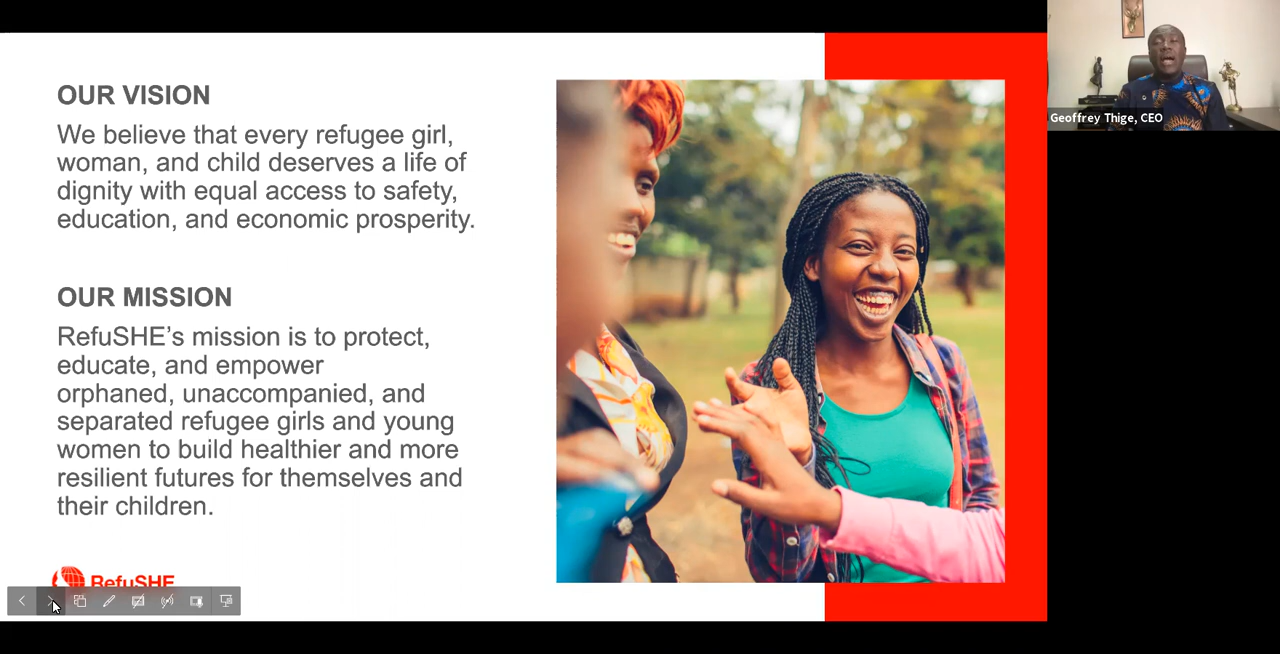 OUR VISION
We believe that every refugee girl,
woman, and child deserves a life of
dignity with equal access to safety,
education, and economic prosperity.
OUR MISSION
RefuSHE’s mission is to protect,
educate, and empower
orphaned, unaccompanied, and
separated refugee girls and young
women to build healthier and more
resilient futures for themselves and
their children.
RefuSHE
Geoffrey Thige, CEO